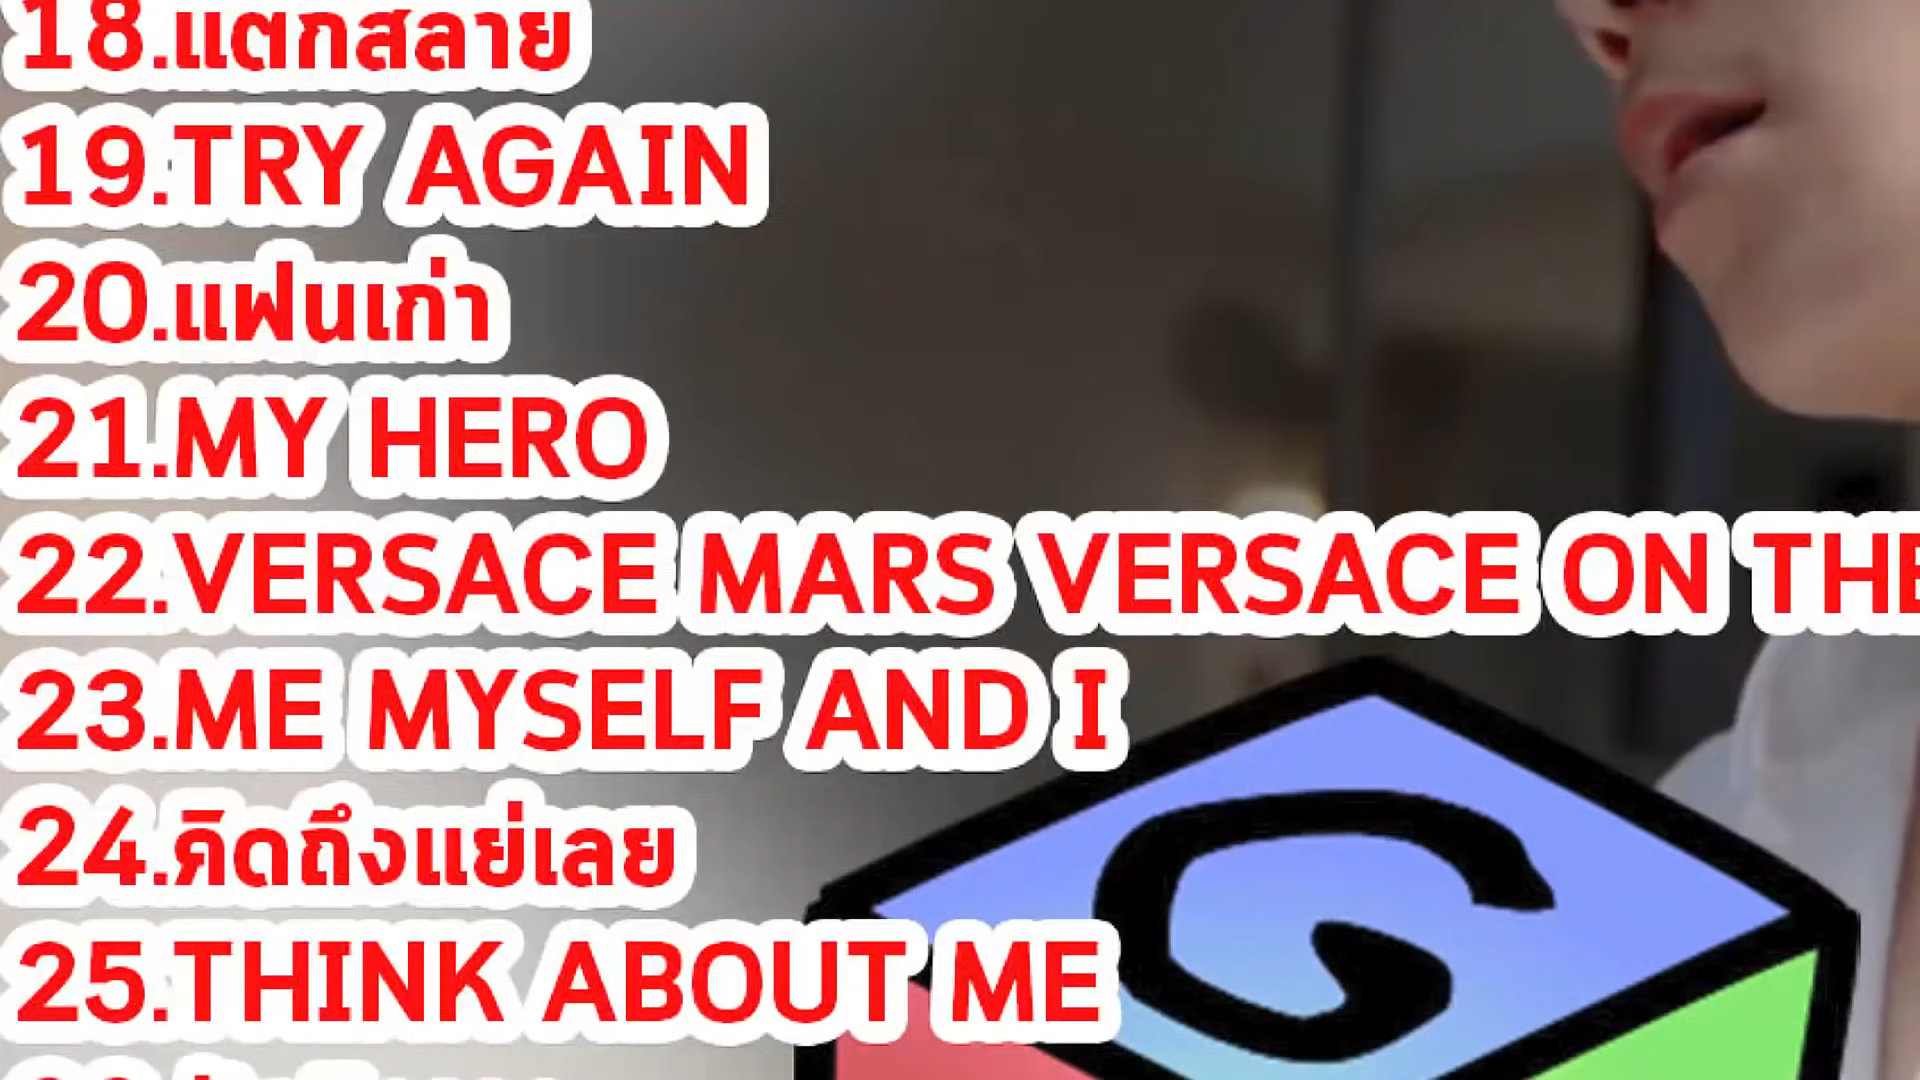 18.แตกสลาย
19.TRY AGAIN
20.แฟนเก่า
21.MY HERO
22.VERSACE MARS VERSACE ON THE
23.ME MYSELF AND I
24.คิดถึงแย่เลย
25.THINK ABOUT ME
G